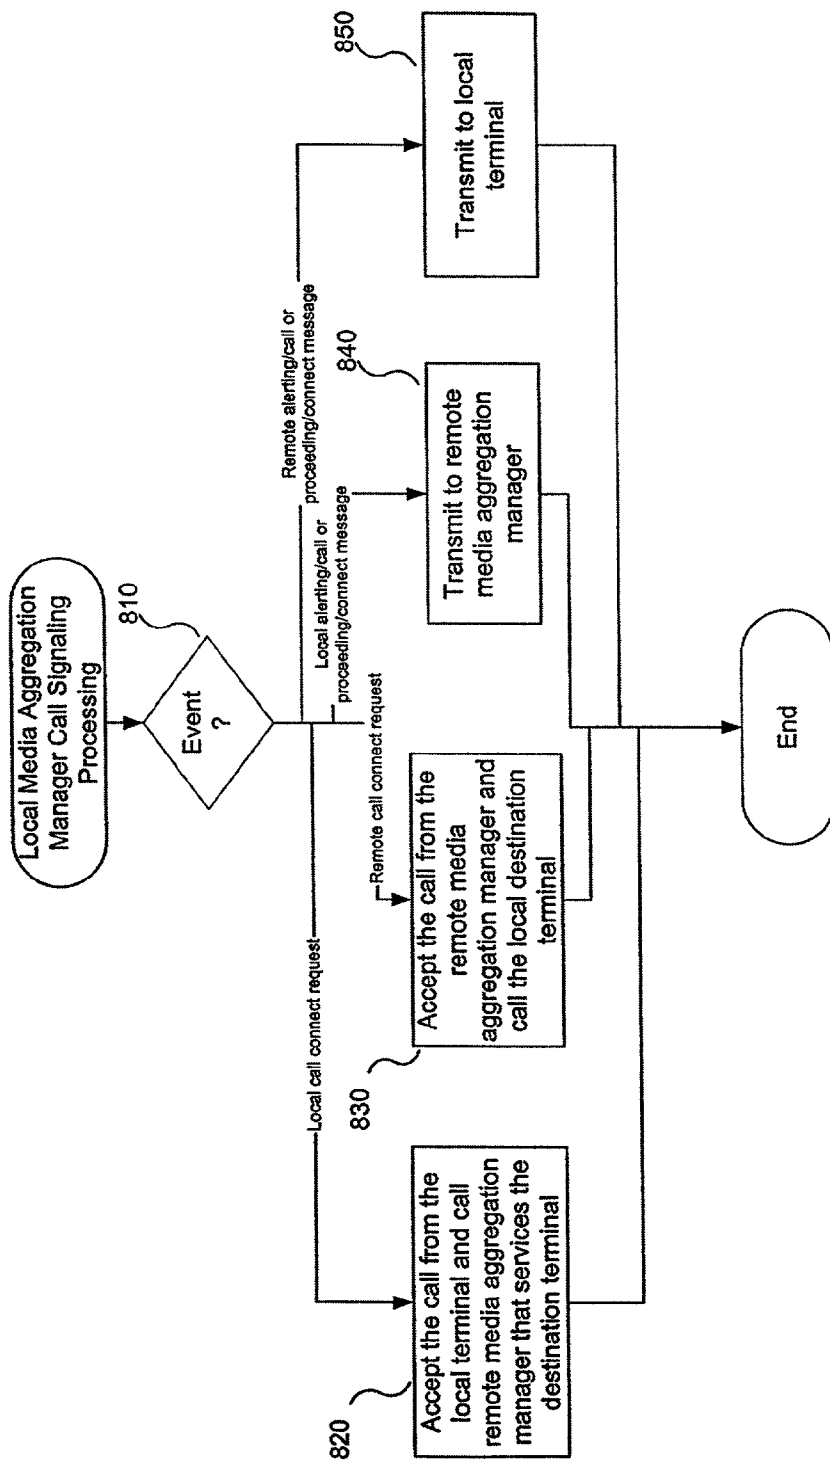 Local Media Aggregation
Manager Call Signaling
Processing
810
Event
?
Local call connect request
Remote call connect request
Local alerting/call or
proceeding/connect message
Remote alerting/call or
proceeding/connect message
820
Accept the call from the
local terminal and call
remote media aggregation
manager that services the
destination terminal
830
Accept the call from the
remote media
aggregation manager and
call the local destination
terminal
840
Transmit to remote
media aggregation
manager
850
Transmit to local
terminal
End